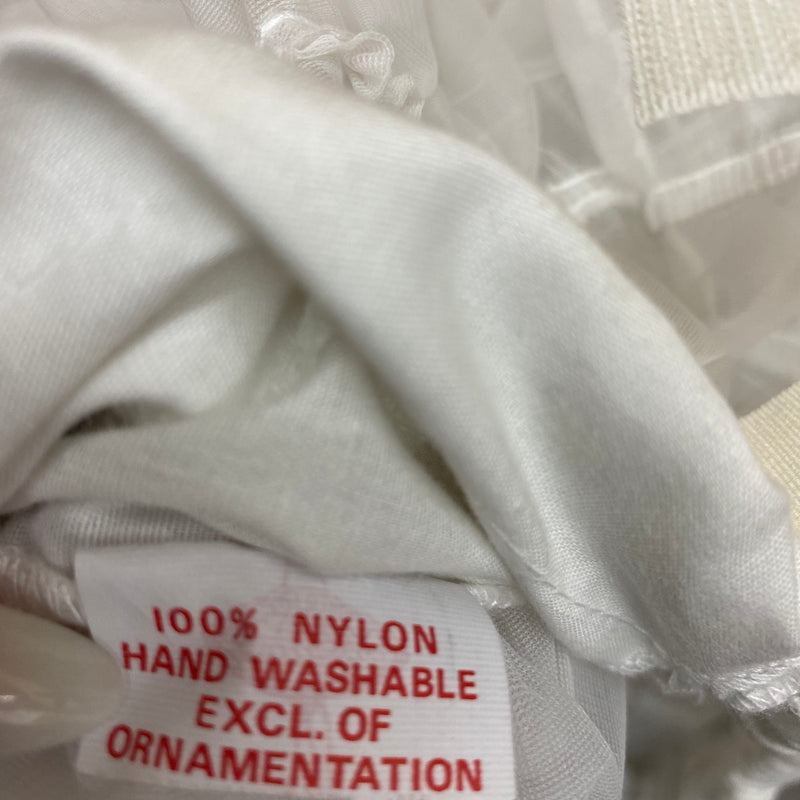 100% NYLON
HAND WASHABLE
EXCL. OF
ORNAMENTATION